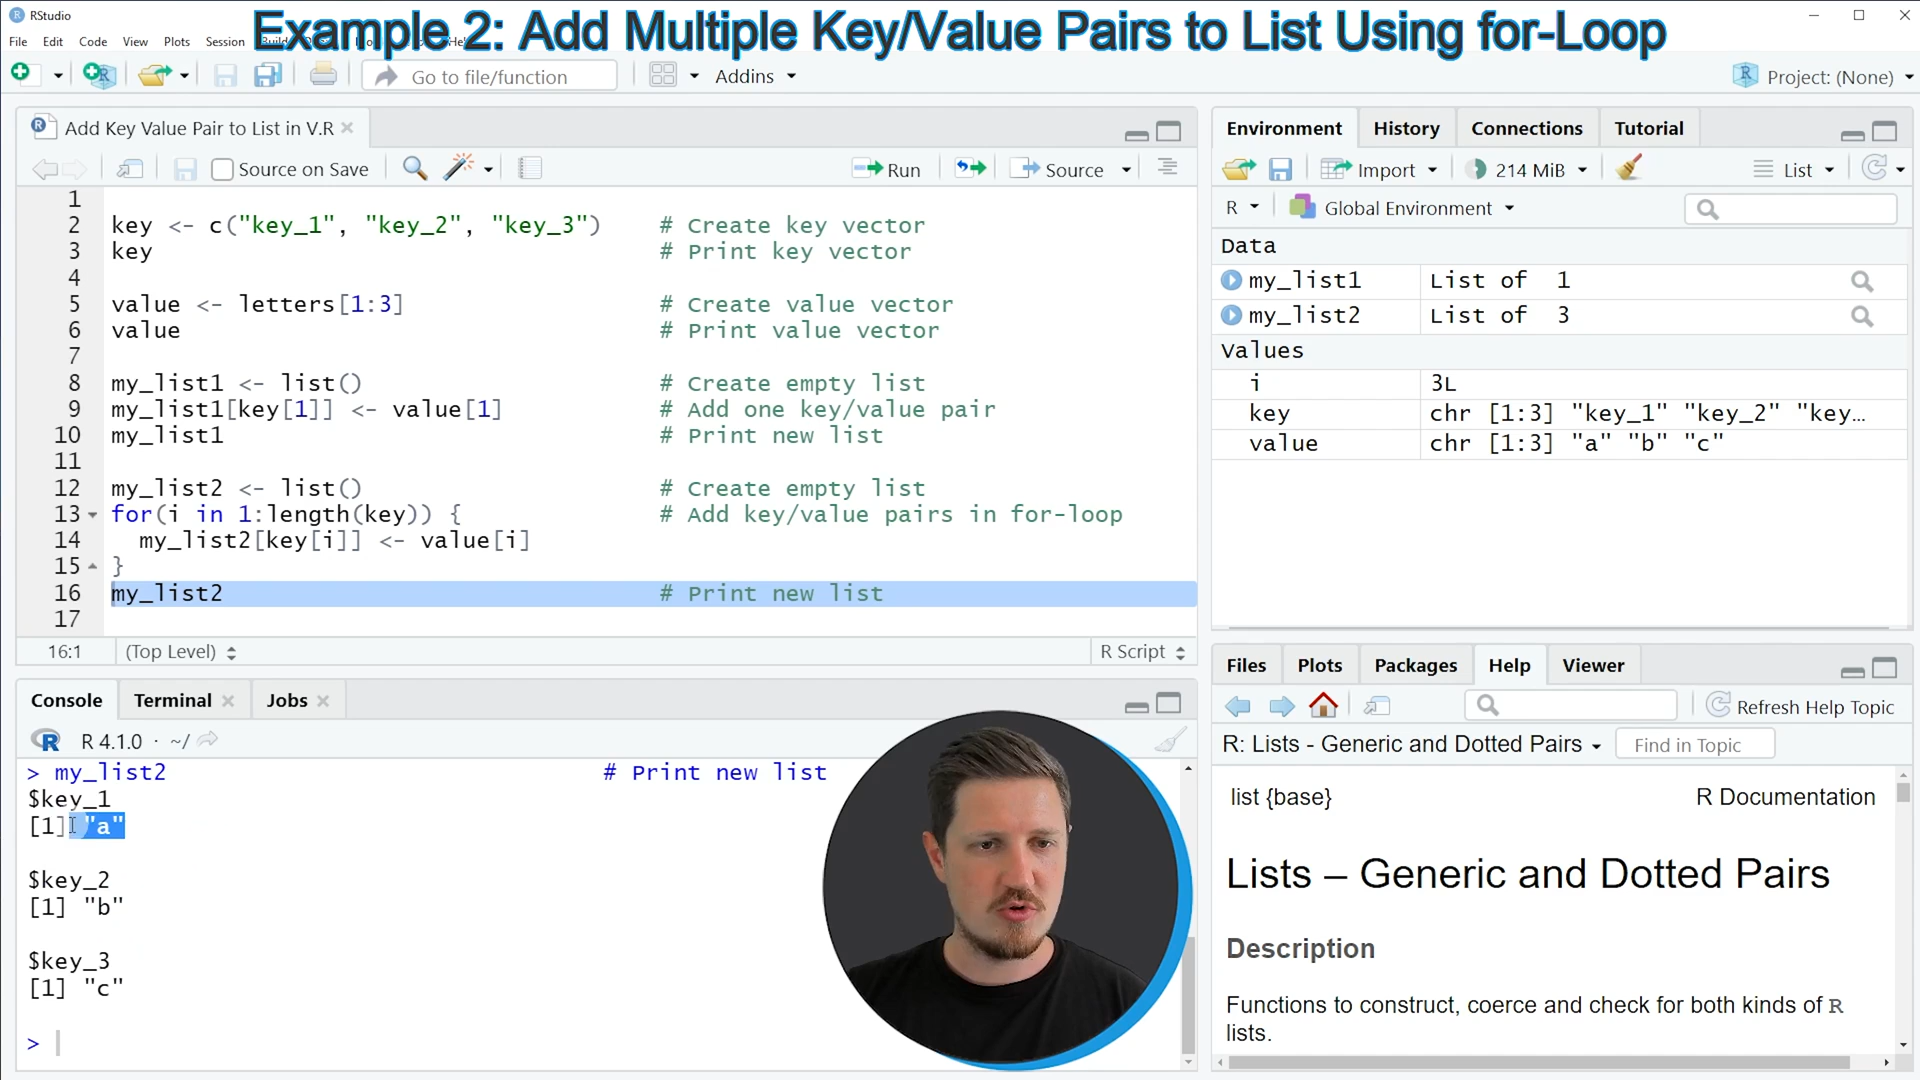 RStudio
Example 2: Add Multiple Key/Value Pairs to List Using for-Loop
File Edit Code View Plots Session
Go to file/function
Addins
Project: (None)
Add Key Value Pair to List in V.R
Source on Save
Run
Source
1
2 key <- c("key_1", "key_2", "key_3") # Create key vector
3 key # Print key vector
4
5 value <- letters[1:3] # Create value vector
6 value # Print value vector
7
8 my_list1 <- list() # Create empty list
9 my_list1[key[1]] <- value[1] # Add one key/value pair
10 my_list1 # Print new list
11
12 my_list2 <- list() # Create empty list
13 for(i in 1:length(key)) { # Add key/value pairs in for-loop
14 my_list2[key[i]] <- value[i]
15 }
16 my_list2 # Print new list
17
16:1 (Top Level) R Script
Console Terminal Jobs
R 4.1.0 · ~/
> my_list2 # Print new list
$key_1
[1] "a"
$key_2
[1] "b"
$key_3
[1] "c"
>
Environment History Connections Tutorial
Import 214 MiB List
R Global Environment
Data
my_list1 List of 1
my_list2 List of 3
Values
i 3L
key chr [1:3] "key_1" "key_2" "key…
value chr [1:3] "a" "b" "c"
Files Plots Packages Help Viewer
Refresh Help Topic
R: Lists - Generic and Dotted Pairs Find in Topic
list {base} R Documentation
Lists – Generic and Dotted Pairs
Description
Functions to construct, coerce and check for both kinds of R
lists.